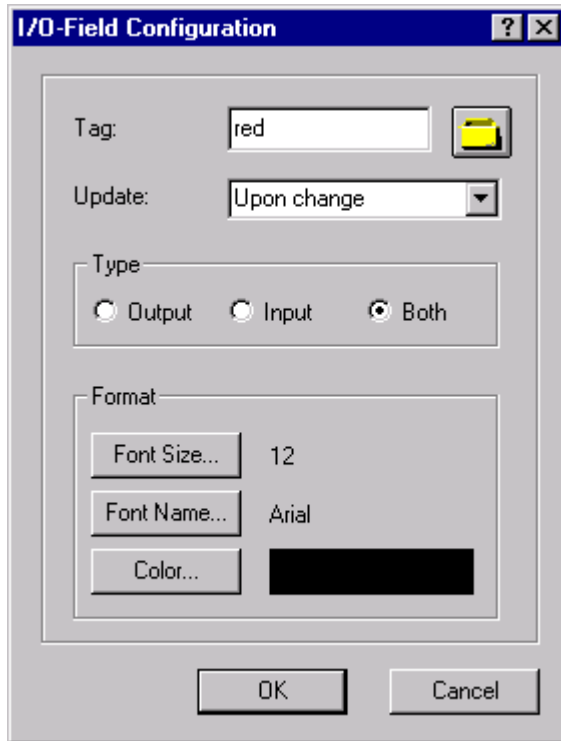 I/O-Field Configuration
Tag: red
Update: Upon change
Type
Output Input Both
Format
Font Size... 12
Font Name... Arial
Color...
OK Cancel